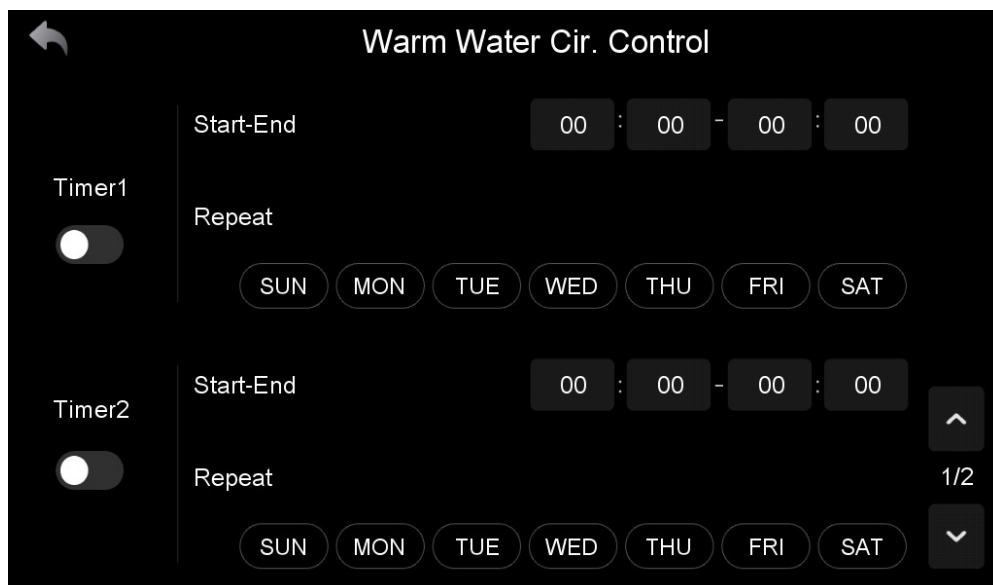 Warm Water Cir. Control
Start-End 00 : 00 - 00 : 00
Timer1
Repeat
SUN MON TUE WED THU FRI SAT
Start-End 00 : 00 - 00 : 00
Timer2
Repeat
1/2
SUN MON TUE WED THU FRI SAT